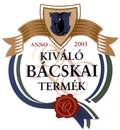 ANNO 2005
KIVÁLÓ
BÁCSKAI
TERMÉK